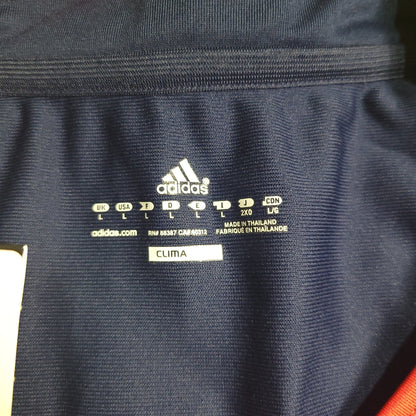 adidas®
UK USA F D E I J CDN
L L L L L L 2XO L/G
adidas.com RN# 88387 CA# 40312 MADE IN THAILAND
FABRIQUÉ EN THAÏLANDE
CLIMA